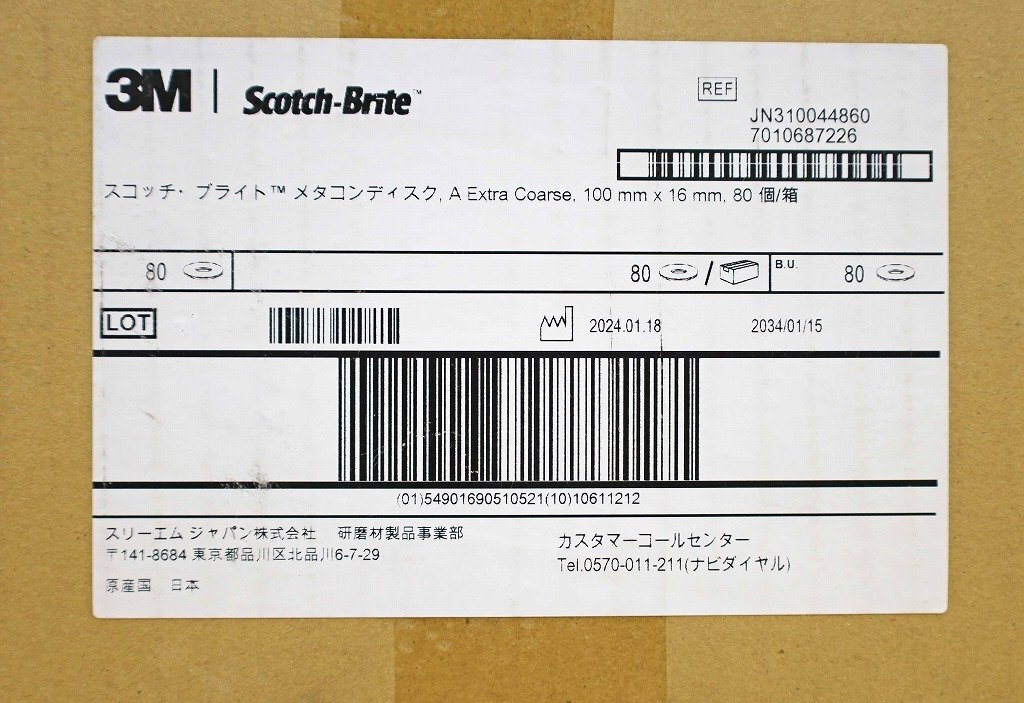 3M | Scotch-Brite™
REF
JN310044860
7010687226
スコッチ・ブライト™ メタコンディスク, A Extra Coarse, 100 mm x 16 mm, 80 個/箱
80
80 /
B.U.
80
LOT
2024.01.18
2034/01/15
(01)54901690510521(10)10611212
スリーエム ジャパン株式会社 研磨材製品事業部
〒141-8684 東京都品川区北品川6-7-29
原産国 日本
カスタマーコールセンター
Tel.0570-011-211(ナビダイヤル)